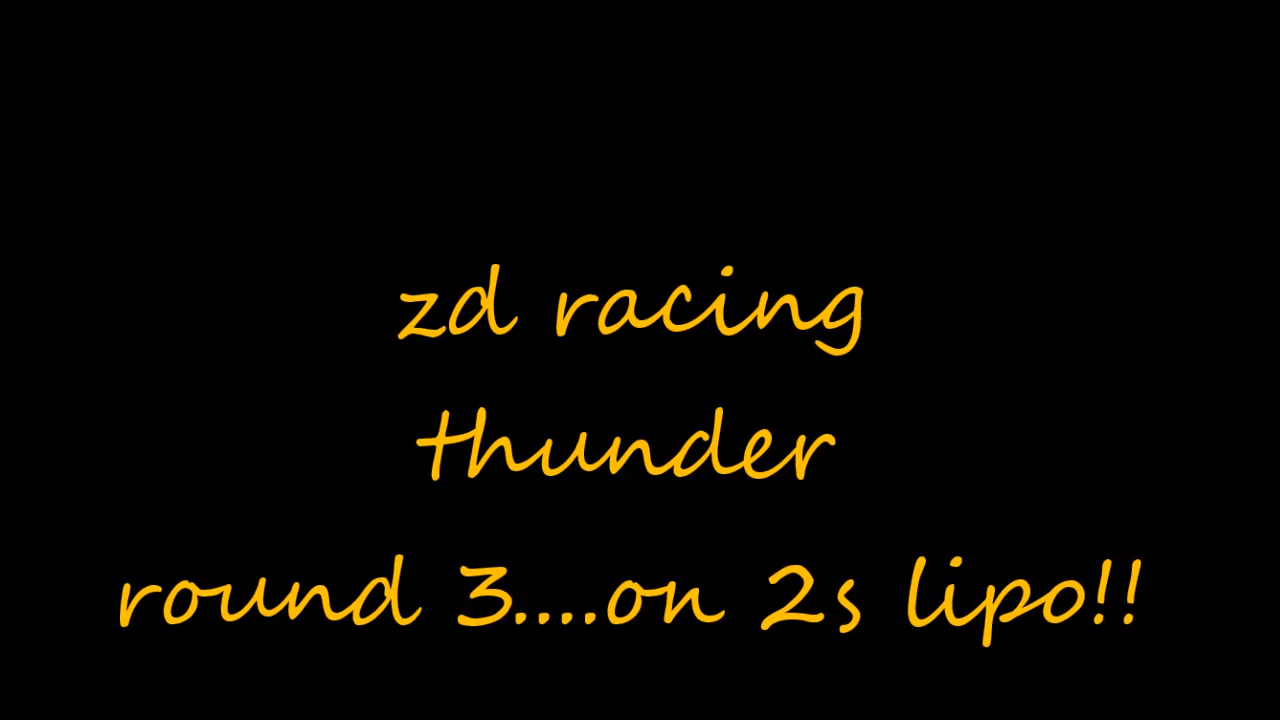 zd racing
thunder
round 3....on 2s lipo!!